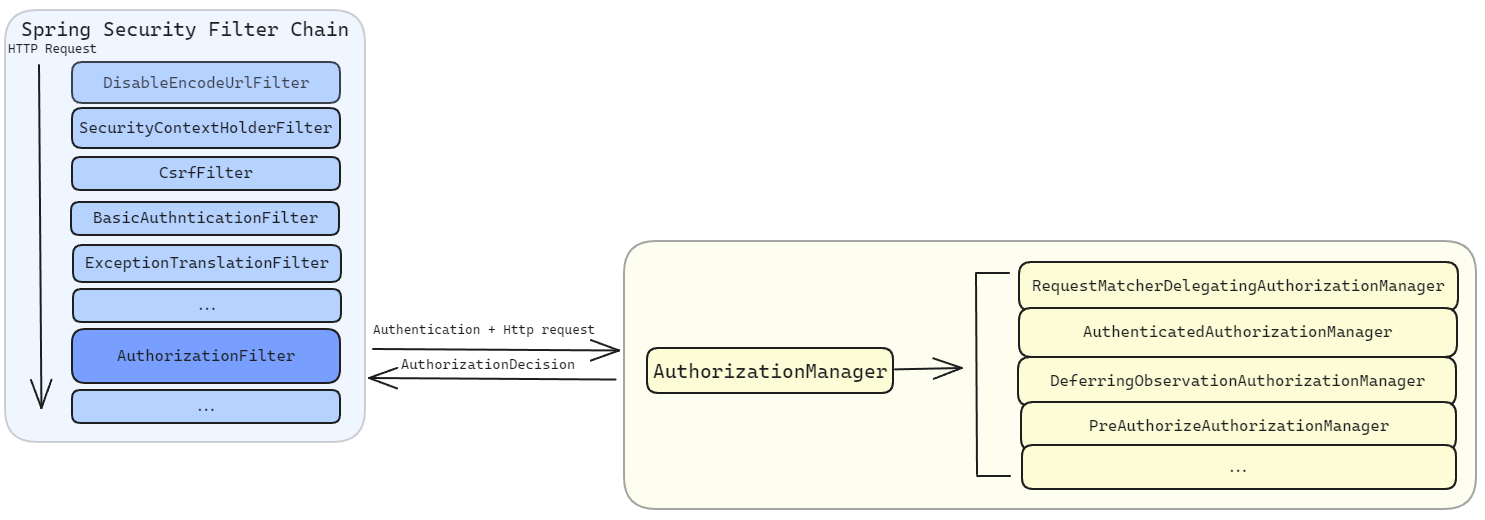 Spring Security Filter Chain
HTTP Request
DisableEncodeUrlFilter
SecurityContextHolderFilter
CsrfFilter
BasicAuthnticationFilter
ExceptionTranslationFilter
...
AuthorizationFilter
...
Authentication + Http request
AuthorizationDecision
AuthorizationManager
RequestMatcherDelegatingAuthorizationManager
AuthenticatedAuthorizationManager
DeferringObservationAuthorizationManager
PreAuthorizeAuthorizationManager
...